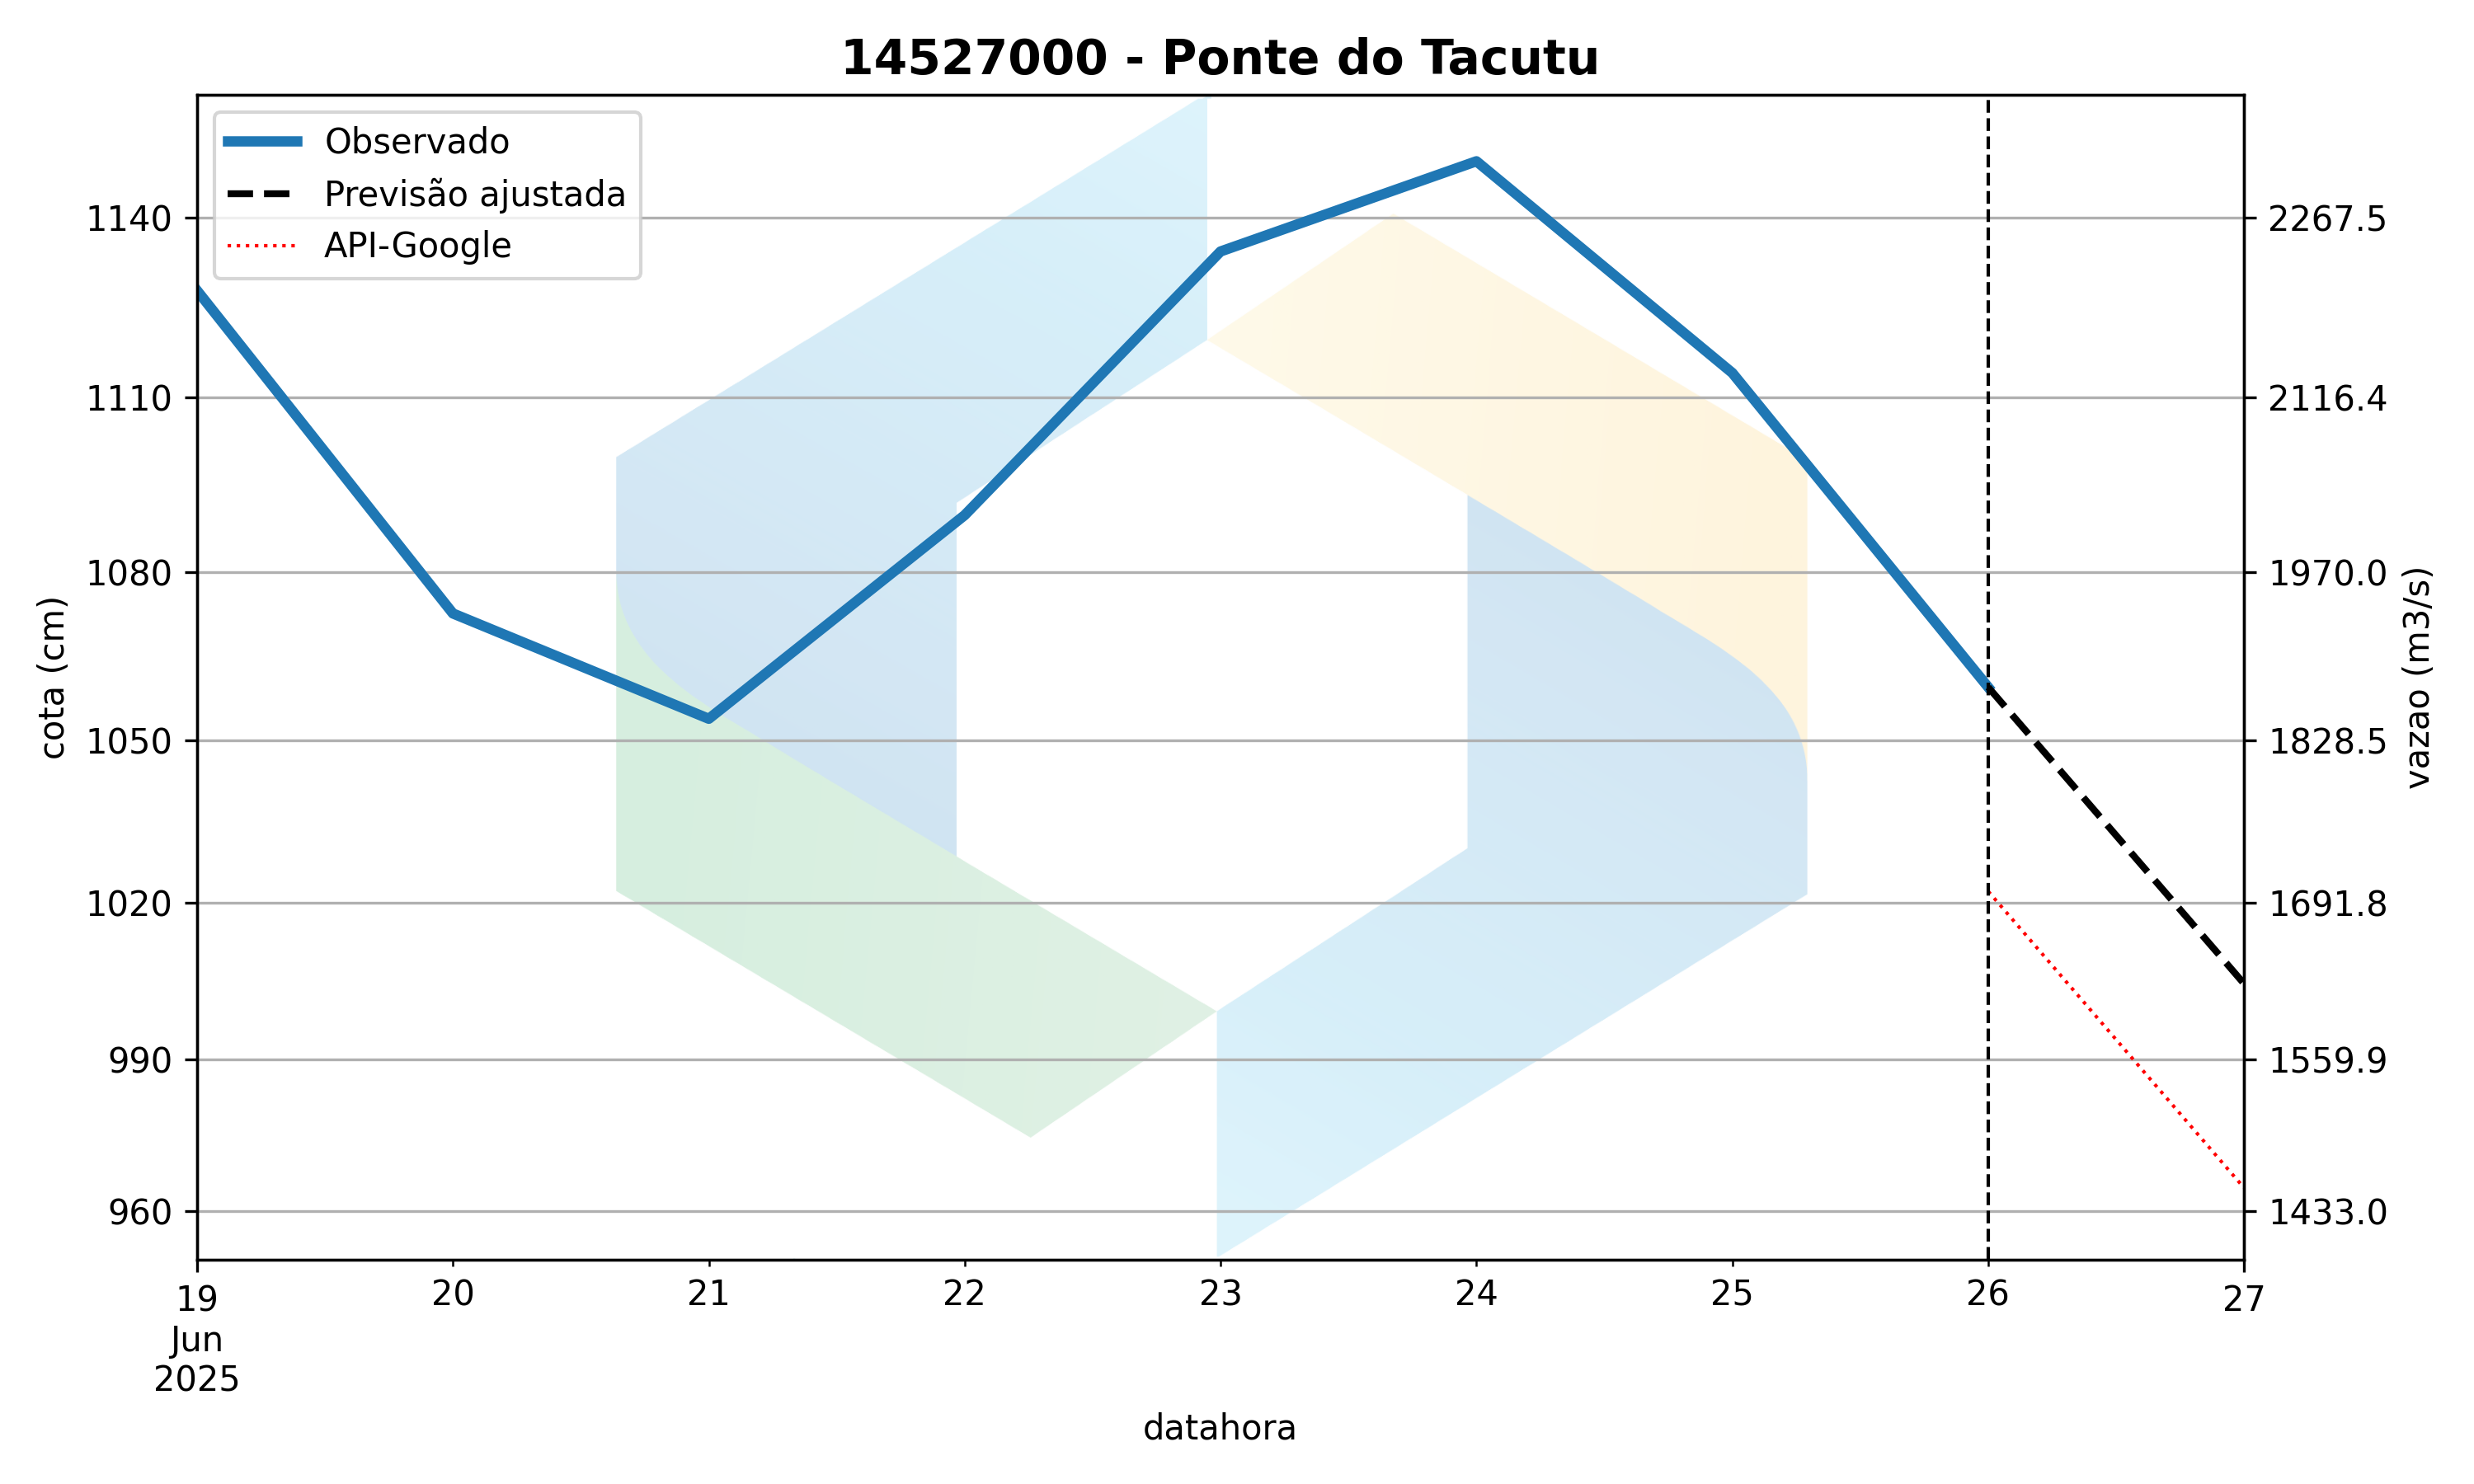 14527000 - Ponte do Tacutu
Observado
Previsão ajustada
API-Google
1140
1110
1080
1050
1020
990
960
cota (cm)
2267.5
2116.4
1970.0
1828.5
1691.8
1559.9
1433.0
vazao (m3/s)
19 20 21 22 23 24 25 26 27
Jun
2025
datahora